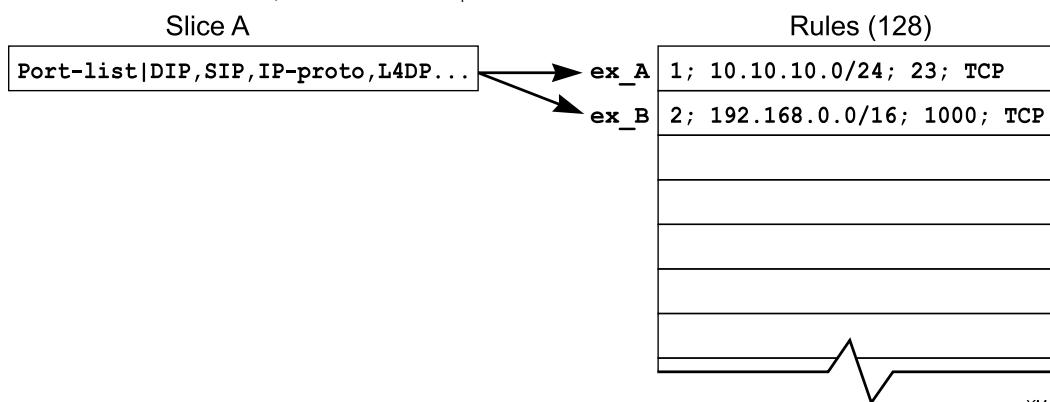 Slice A
Rules (128)
Port-list|DIP,SIP,IP-proto,L4DP...
ex_A
1; 10.10.10.0/24; 23; TCP
ex_B
2; 192.168.0.0/16; 1000; TCP